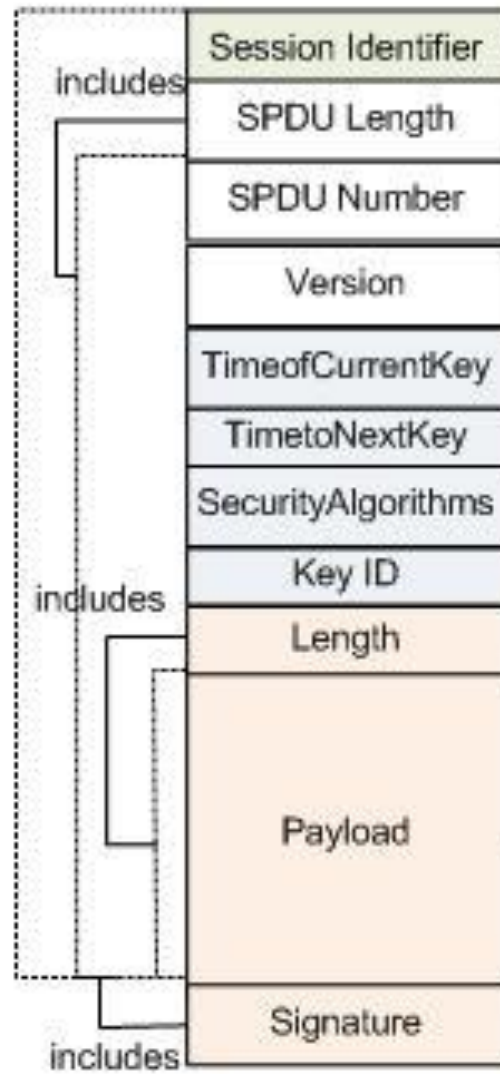 Session Identifier
includes
SPDU Length
SPDU Number
Version
TimeofCurrentKey
TimetoNextKey
SecurityAlgorithms
Key ID
includes
Length
Payload
Signature
includes